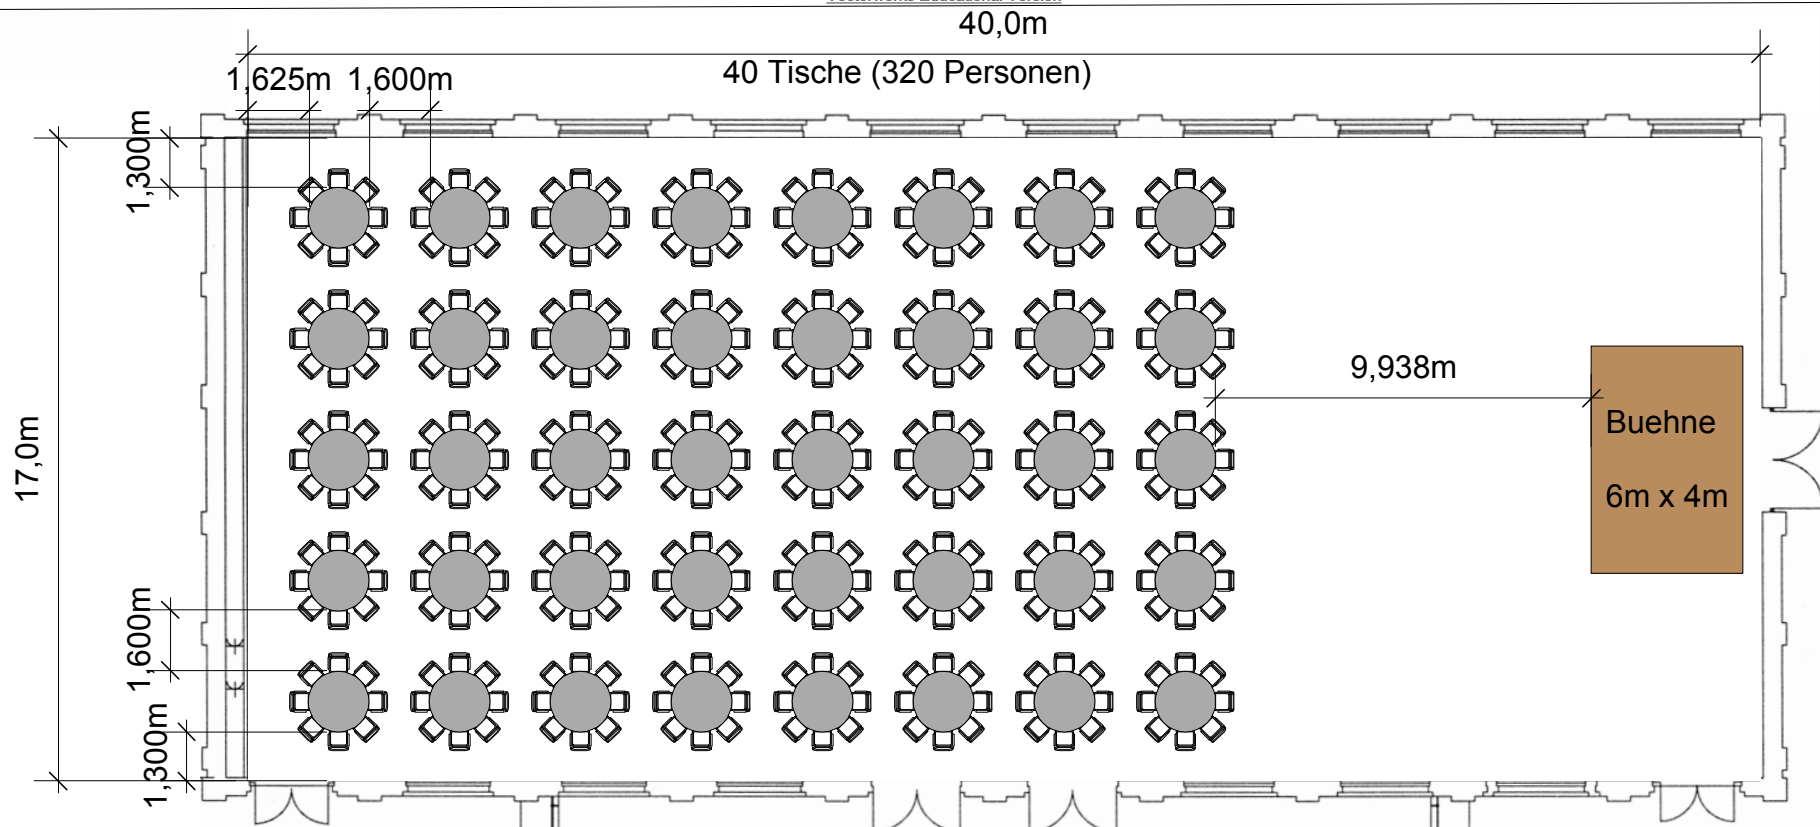 40,0m
1,625m 1,600m
40 Tische (320 Personen)
1,300m
9,938m
17,0m
Buehne
6m x 4m
1,600m
1,300m